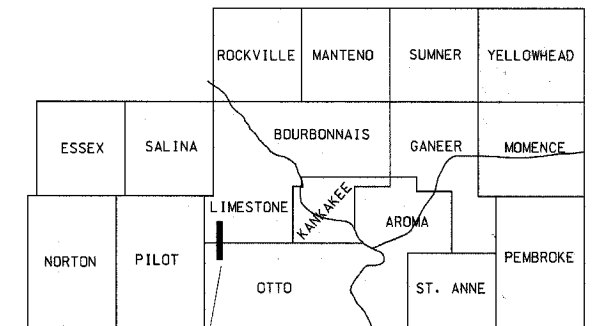 ROCKVILLE MANTENO SUMNER YELLOWHEAD
ESSEX SALINA BOURBONNAIS GANEER MOMENCE
LIMESTONE KANKAKEE AROMA
NORTON PILOT OTTO ST. ANNE PEMBROKE